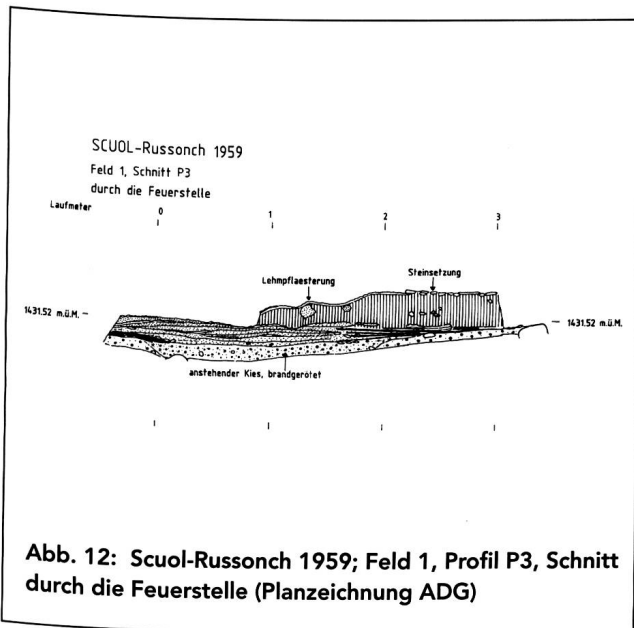 SCUOL-Russonch 1959
Feld 1, Schnitt P3
durch die Feuerstelle
Laufmeter
0 1 2 3
Lehmpflaesterung
Steinsetzung
1431.52 m.ü.M.
1431.52 m.ü.M.
anstehender Kies, brandgerötet
Abb. 12: Scuol-Russonch 1959; Feld 1, Profil P3, Schnitt
durch die Feuerstelle (Planzeichnung ADG)